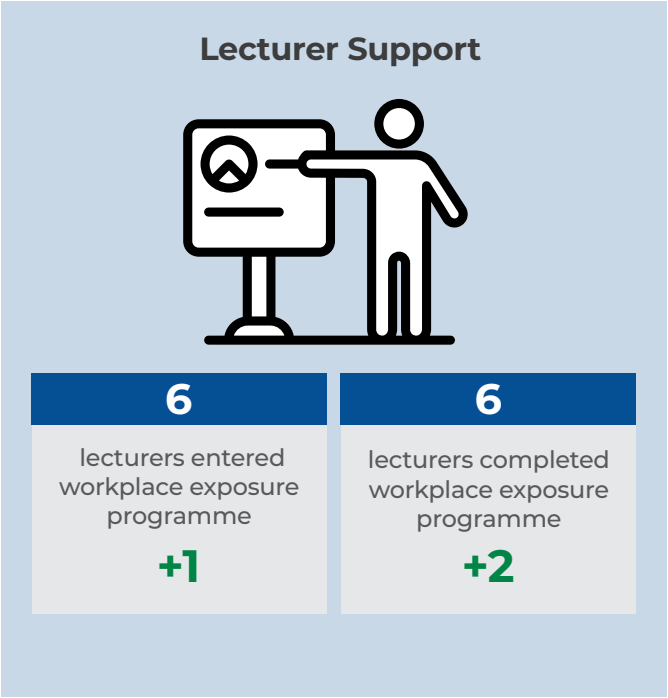 Lecturer Support
6
lecturers entered
workplace exposure
programme
+1
6
lecturers completed
workplace exposure
programme
+2